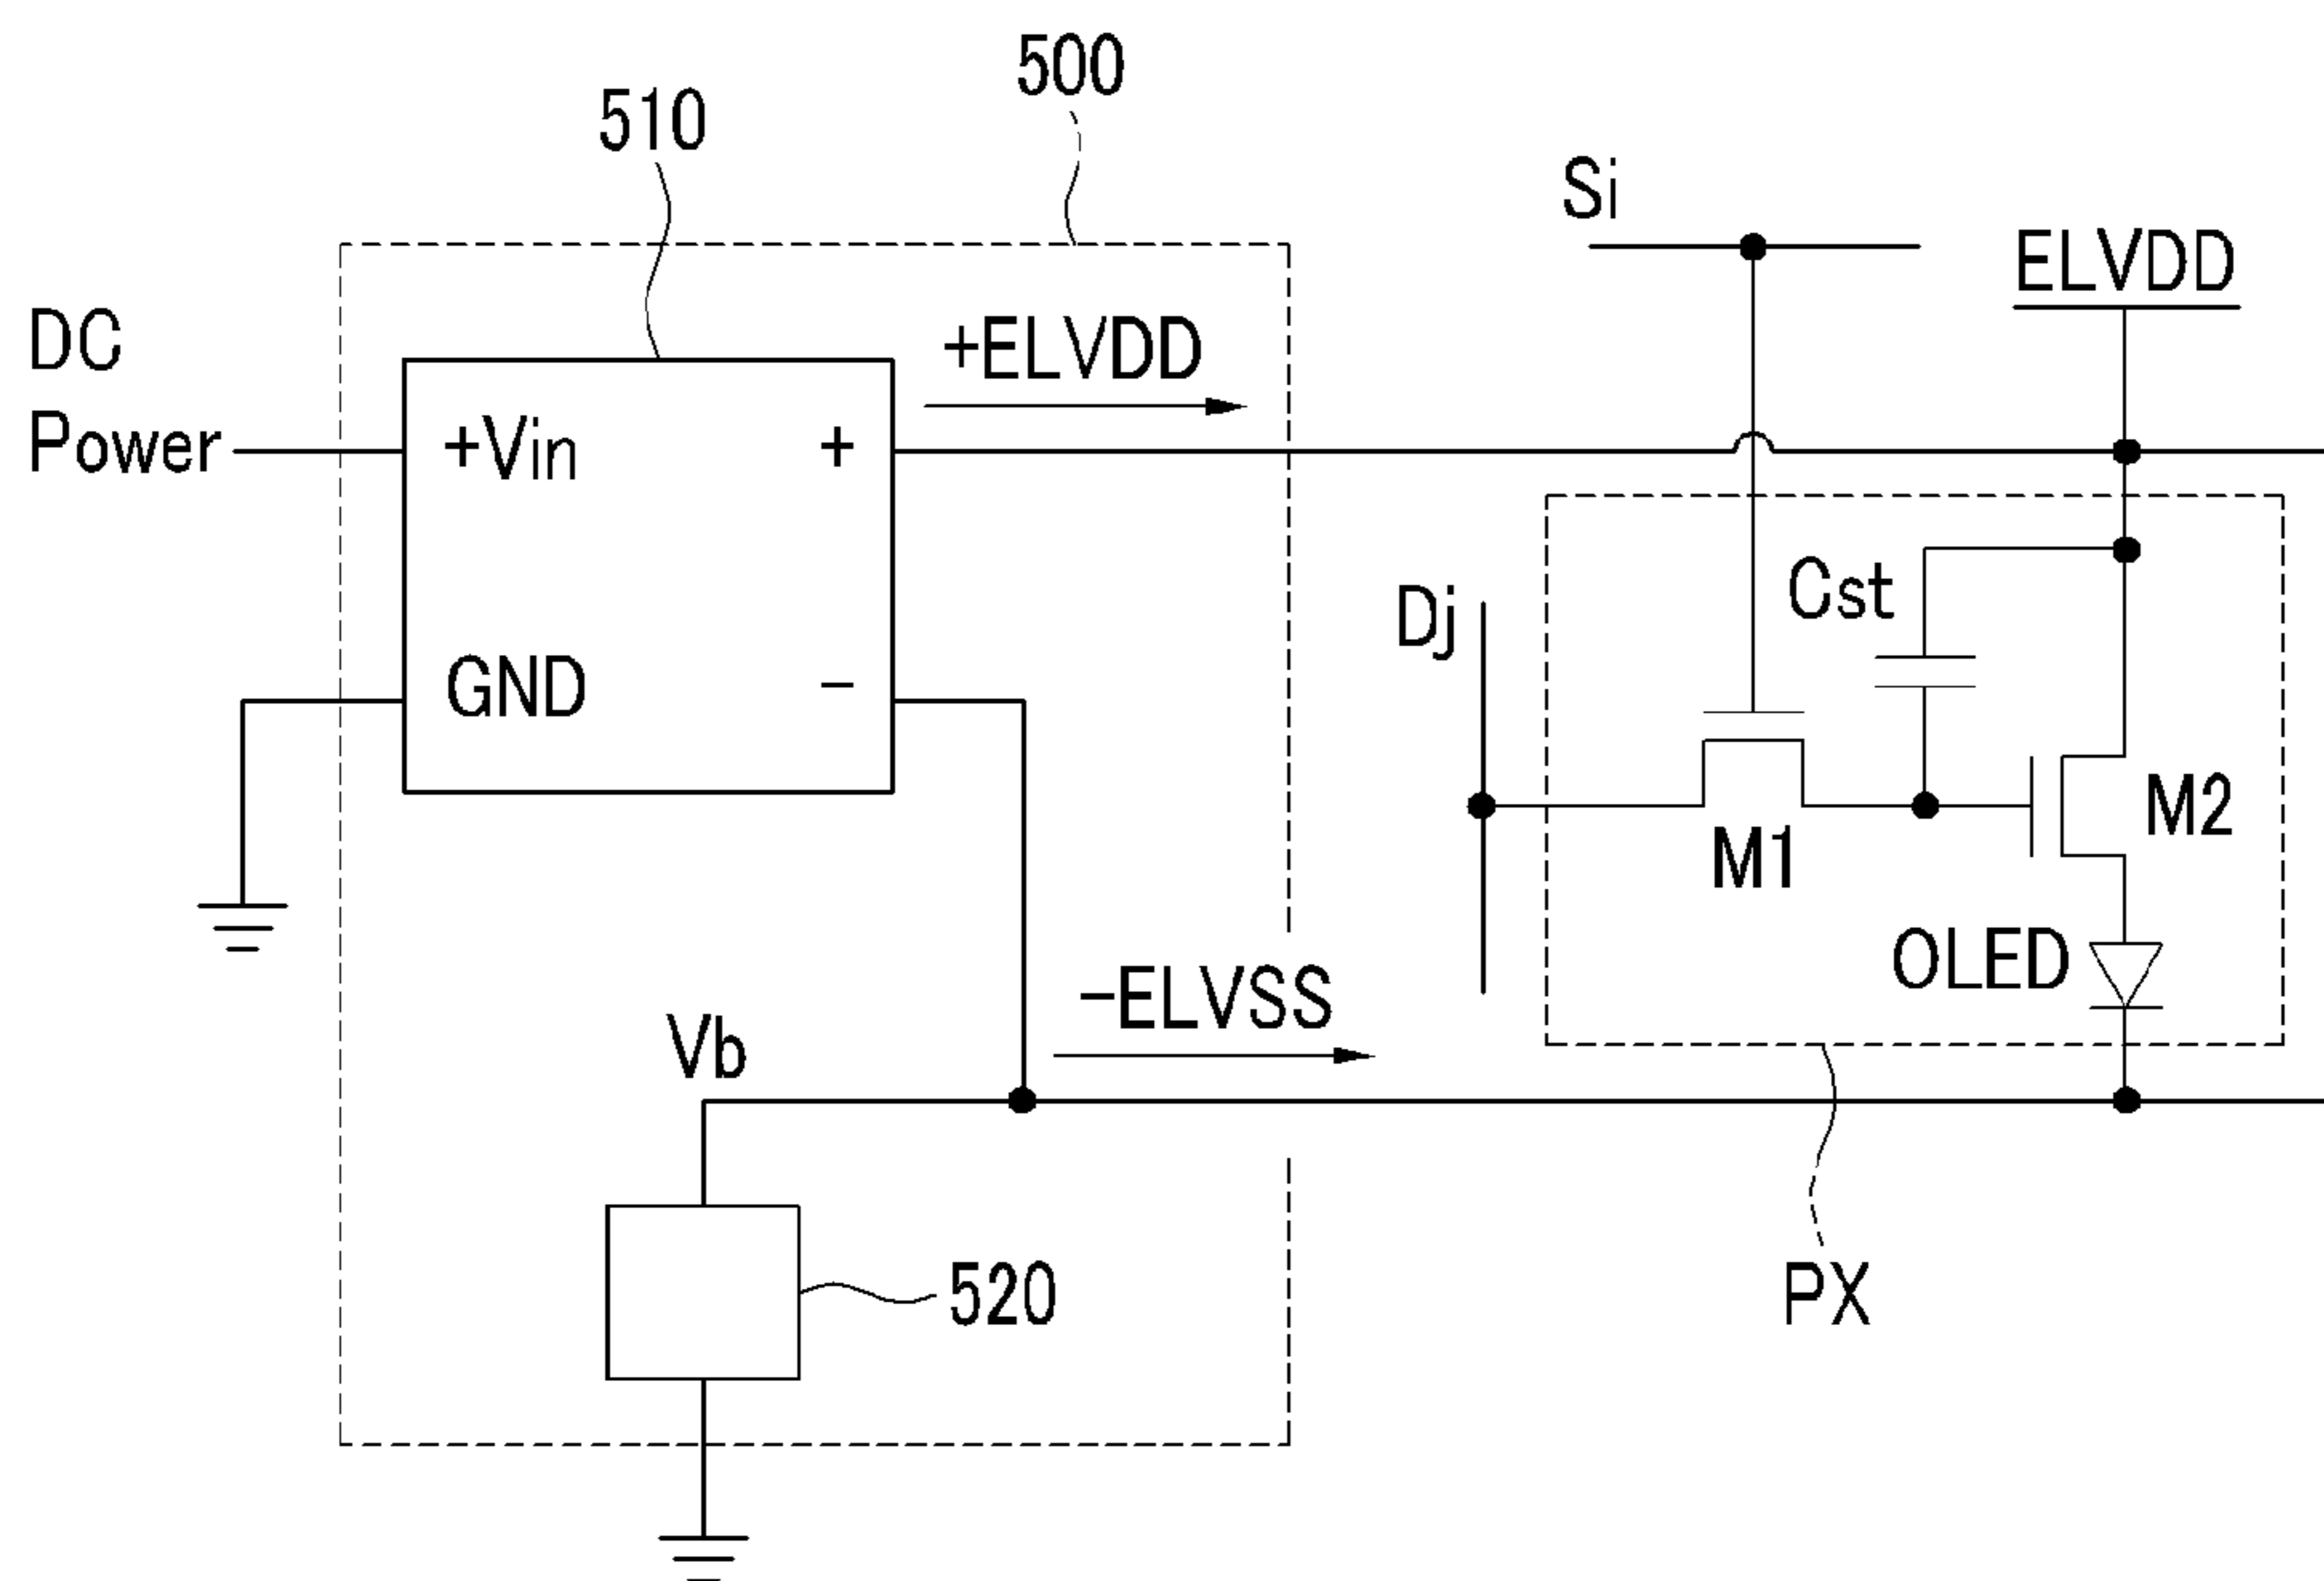 500
510
Si
ELVDD
DC
Power
+ELVDD
+Vin
+
GND
−
Dj
Cst
M1
M2
OLED
−ELVSS
Vb
520
PX